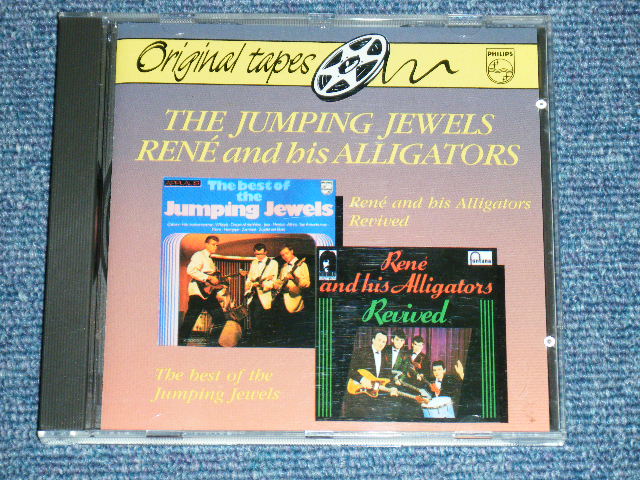 Original tapes
PHILIPS
THE JUMPING JEWELS
RENÉ and his ALLIGATORS
The best of
the
Jumping Jewels
René and his Alligators
Revived
fontana
René
and his Alligators
Revived
The best of the
Jumping Jewels